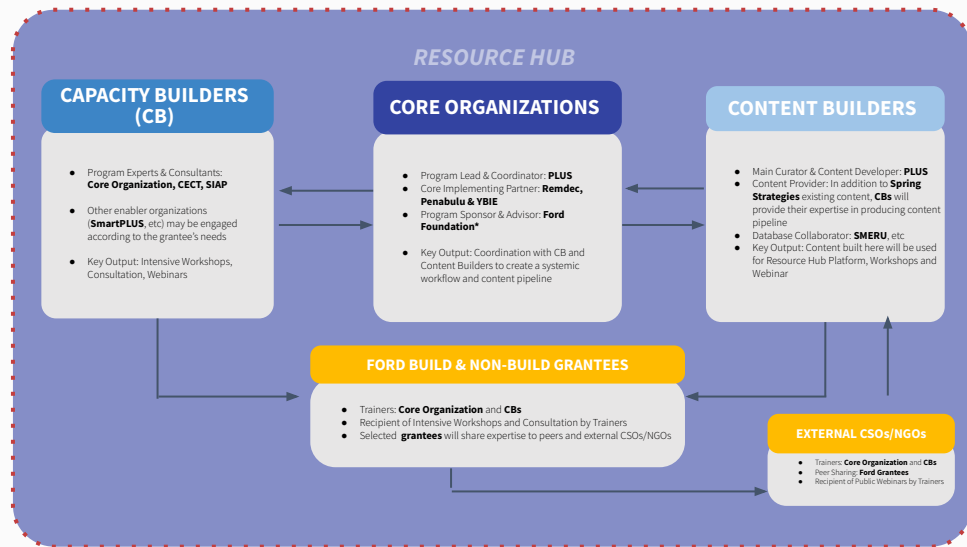 RESOURCE HUB
CAPACITY BUILDERS
(CB)
● Program Experts & Consultants:
Core Organization, CECT, SIAP
● Other enabler organizations
(SmartPLUS, etc) may be engaged
according to the grantee's needs
● Key Output: Intensive Workshops,
Consultation, Webinars
CORE ORGANIZATIONS
● Program Lead & Coordinator: PLUS
● Core Implementing Partner: Remdec,
Penabulu & YBIE
● Program Sponsor & Advisor: Ford
Foundation*
● Key Output: Coordination with CB and
Content Builders to create a systemic
workflow and content pipeline
CONTENT BUILDERS
● Main Curator & Content Developer: PLUS
● Content Provider: In addition to Spring
Strategies existing content, CBs will
provide their expertise in producing content
pipeline
● Database Collaborator: SMERU, etc
● Key Output: Content built here will be used
for Resource Hub Platform, Workshops and
Webinar
FORD BUILD & NON-BUILD GRANTEES
● Trainers: Core Organization and CBs
● Recipient of Intensive Workshops and Consultation by Trainers
● Selected grantees will share expertise to peers and external CSOs/NGOs
EXTERNAL CSOs/NGOs
● Trainers: Core Organization and CBs
● Peer Sharing: Ford Grantees
● Recipient of Public Webinars by Trainers